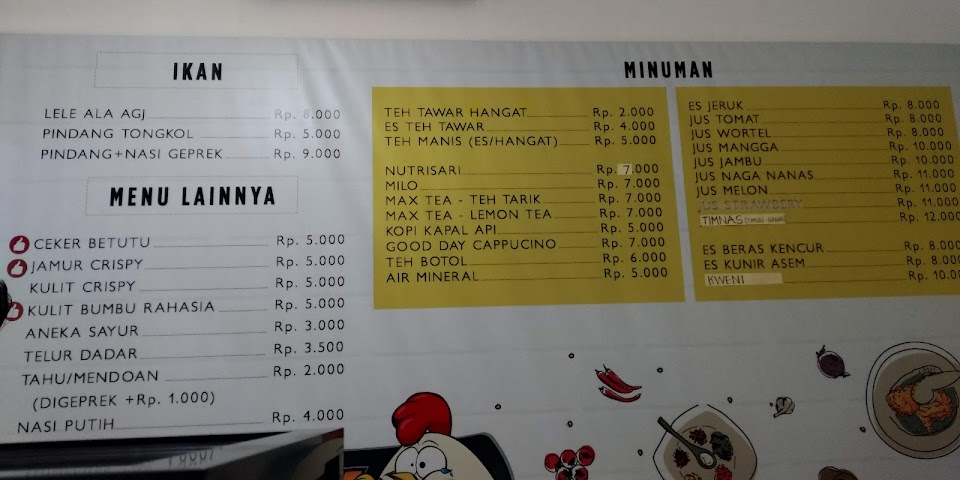 IKAN
LELE ALA AGJ Rp. 8.000
PINDANG TONGKOL Rp. 5.000
PINDANG+NASI GEPREK Rp. 9.000
MENU LAINNYA
CEKER BETUTU Rp. 5.000
JAMUR CRISPY Rp. 5.000
KULIT CRISPY Rp. 5.000
KULIT BUMBU RAHASIA Rp. 5.000
ANEKA SAYUR Rp. 3.000
TELUR DADAR Rp. 3.500
TAHU/MENDOAN Rp. 2.000
(DIGEPREK +Rp. 1.000)
NASI PUTIH Rp. 4.000
MINUMAN
TEH TAWAR HANGAT Rp. 2.000
ES TEH TAWAR Rp. 4.000
TEH MANIS (ES/HANGAT) Rp. 5.000
NUTRISARI Rp. 7.000
MILO Rp. 7.000
MAX TEA - TEH TARIK Rp. 7.000
MAX TEA - LEMON TEA Rp. 7.000
KOPI KAPAL API Rp. 5.000
GOOD DAY CAPPUCINO Rp. 7.000
TEH BOTOL Rp. 6.000
AIR MINERAL Rp. 5.000
ES JERUK Rp. 8.000
JUS TOMAT Rp. 8.000
JUS WORTEL Rp. 8.000
JUS MANGGA Rp. 10.000
JUS JAMBU Rp. 10.000
JUS NAGA NANAS Rp. 11.000
JUS MELON Rp. 11.000
JUS STRAWBERY Rp. 11.000
TIMNAS Rp. 12.000
ES BERAS KENCUR Rp. 8.000
ES KUNIR ASEM Rp. 8.000
KWENI Rp. 10.0